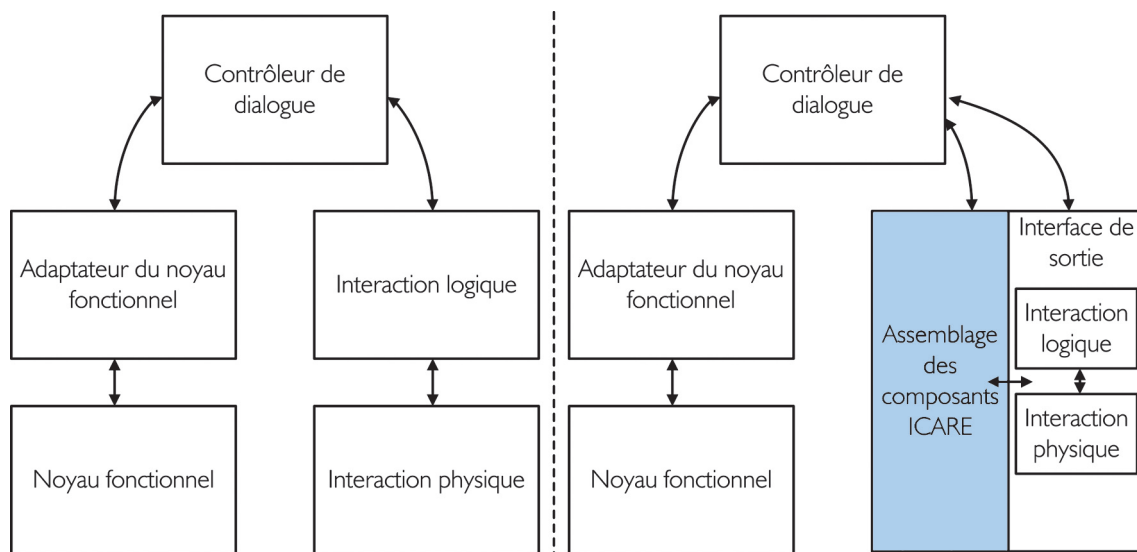 Contrôleur de
dialogue
Adaptateur du noyau
fonctionnel
Interaction logique
Noyau fonctionnel
Interaction physique
Contrôleur de
dialogue
Adaptateur du noyau
fonctionnel
Noyau fonctionnel
Assemblage
des
composants
ICARE
Interface de
sortie
Interaction
logique
Interaction
physique